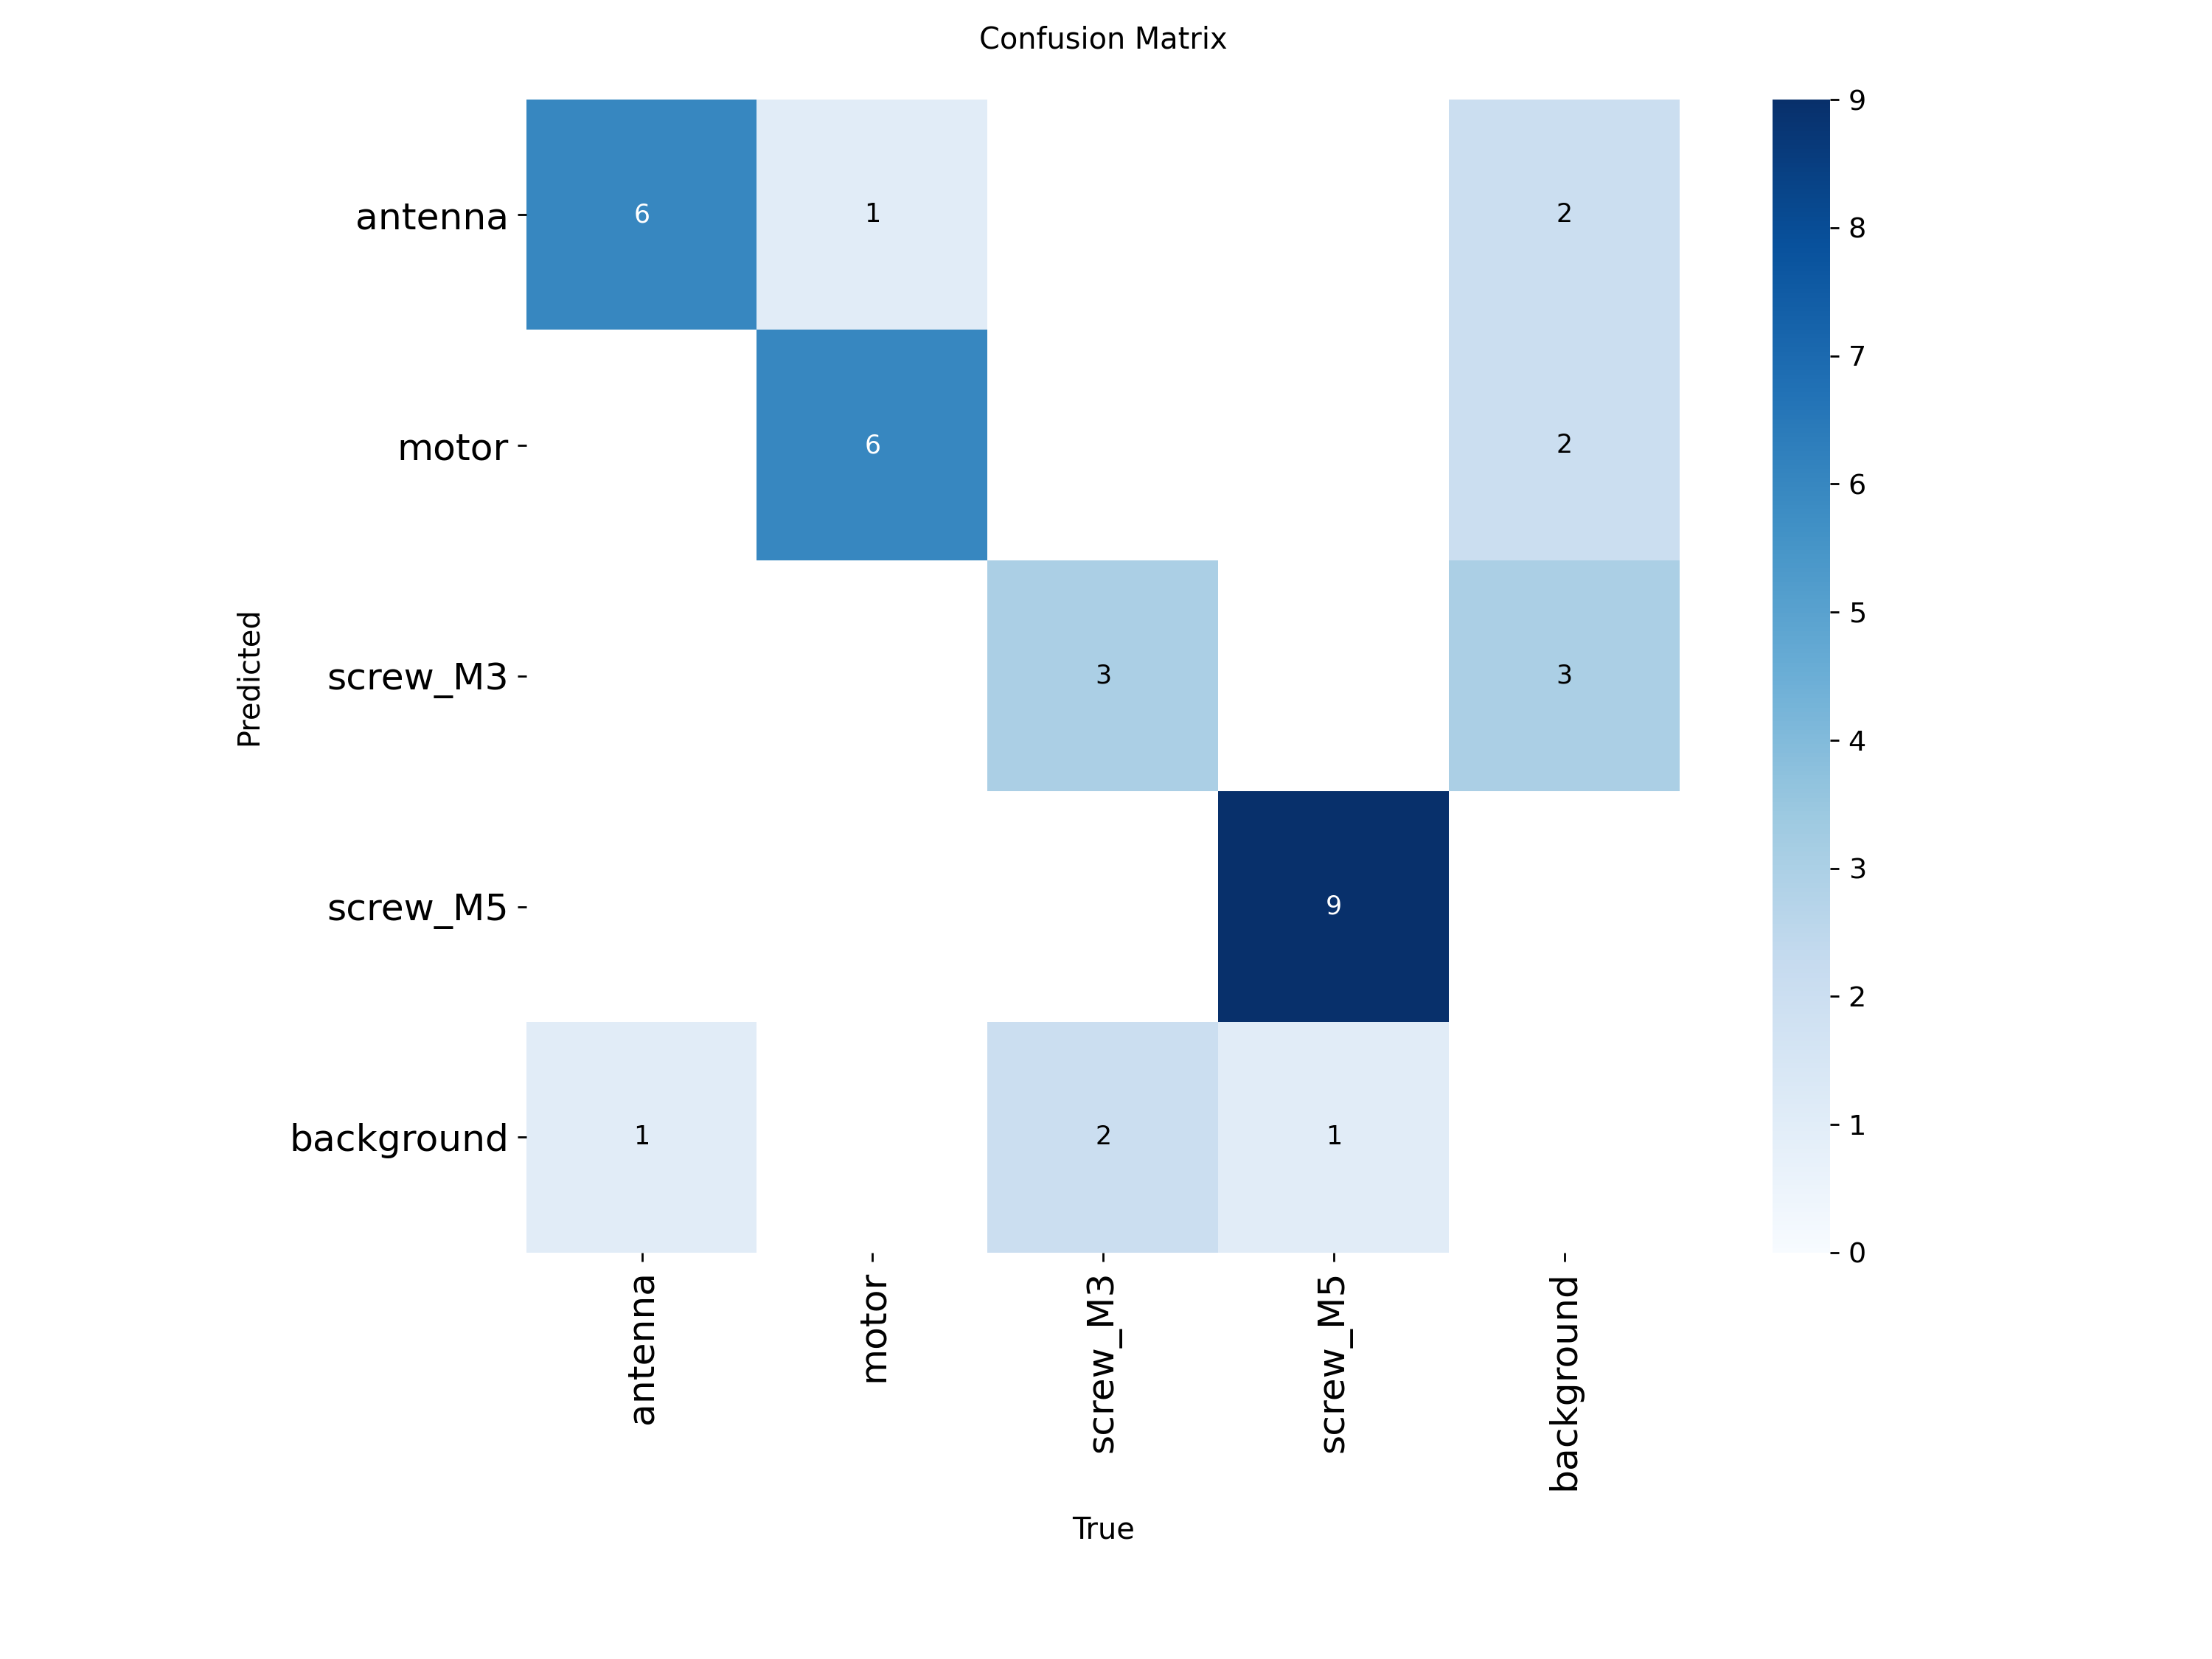 Confusion Matrix
antenna
motor
screw_M3
screw_M5
background
Predicted
6 1 2
6 2
3 3
9
1 2 1
antenna
motor
screw_M3
screw_M5
background
True
9
8
7
6
5
4
3
2
1
0